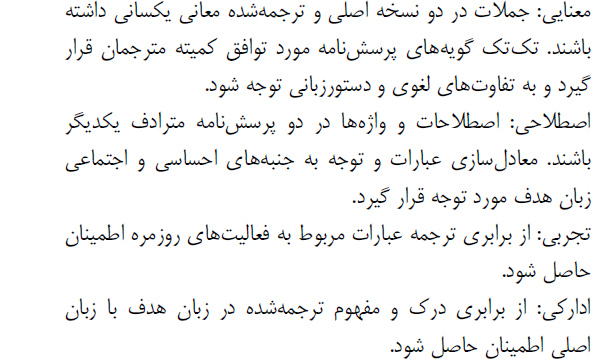 معنایی: جملات در دو نسخه اصلی و ترجمه‌شده معانی یکسانی داشته
باشند. تک‌تک گویه‌های پرسش‌نامه مورد توافق کمیته مترجمان قرار
گیرد و به تفاوت‌های لغوی و دستورزبانی توجه شود.
اصطلاحی: اصطلاحات و واژه‌ها در دو پرسش‌نامه مترادف یکدیگر
باشند. معادل‌سازی عبارات و توجه به جنبه‌های احساسی و اجتماعی
زبان هدف مورد توجه قرار گیرد.
تجربی: از برابری ترجمه عبارات مربوط به فعالیت‌های روزمره اطمینان
حاصل شود.
ادارکی: از برابری درک و مفهوم ترجمه‌شده در زبان هدف با زبان
اصلی اطمینان حاصل شود.